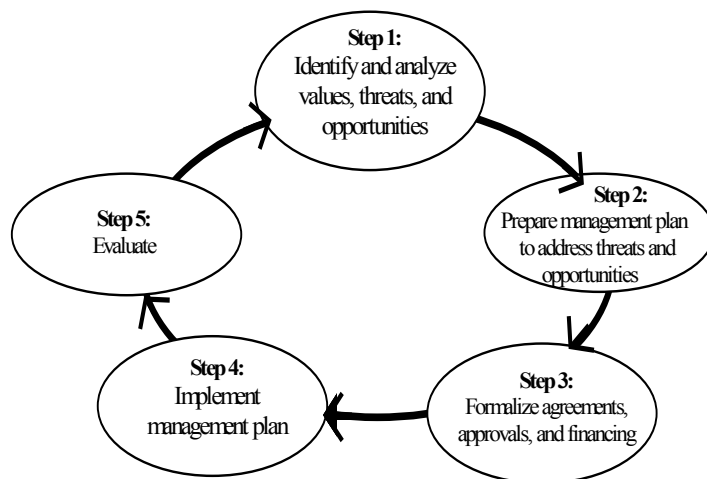 Step 1:
Identify and analyze
values, threats, and
opportunities
Step 2:
Prepare management plan
to address threats and
opportunities
Step 3:
Formalize agreements,
approvals, and financing
Step 4:
Implement
management plan
Step 5:
Evaluate